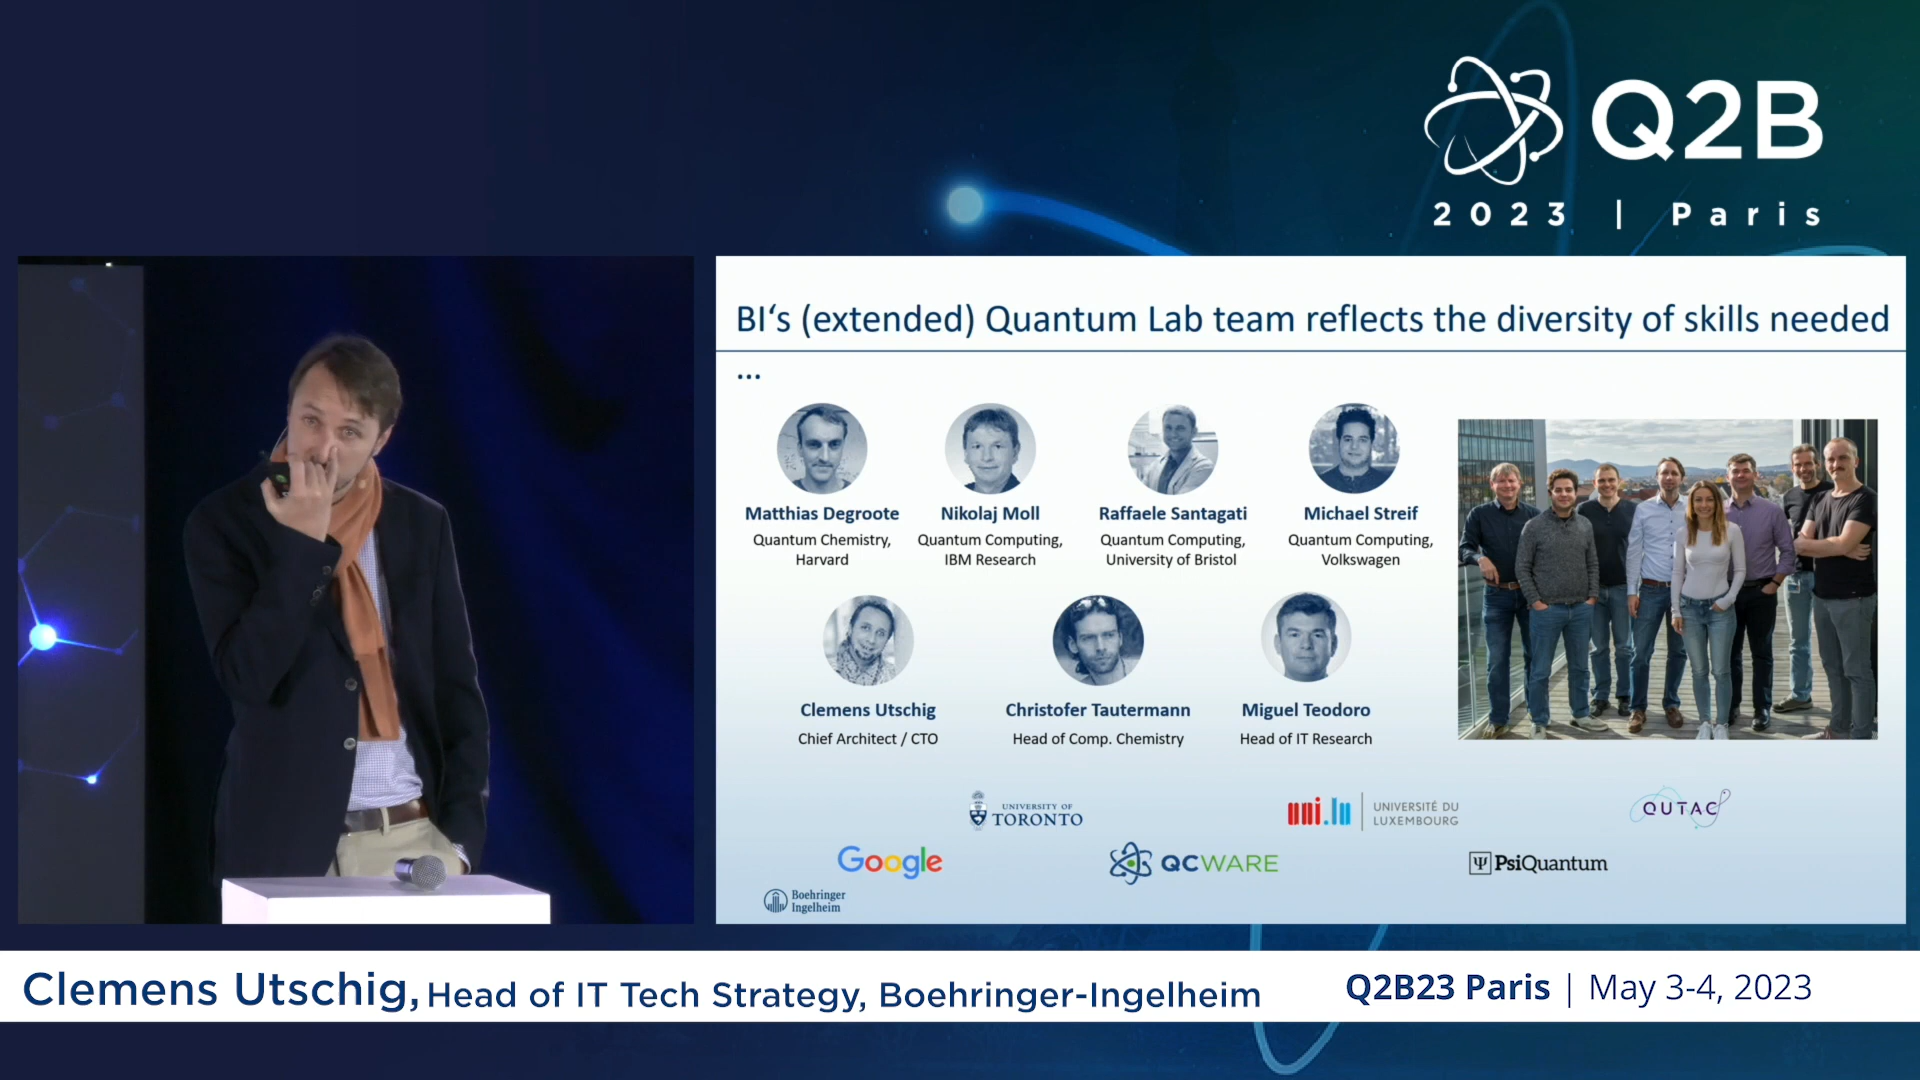 Q2B
2023 | Paris
BI‘s (extended) Quantum Lab team reflects the diversity of skills needed
...
Matthias Degroote
Quantum Chemistry,
Harvard
Nikolaj Moll
Quantum Computing,
IBM Research
Raffaele Santagati
Quantum Computing,
University of Bristol
Michael Streif
Quantum Computing,
Volkswagen
Clemens Utschig
Chief Architect / CTO
Christofer Tautermann
Head of Comp. Chemistry
Miguel Teodoro
Head of IT Research
UNIVERSITY OF
TORONTO
uni.lu
UNIVERSITÉ DU
LUXEMBOURG
QUTAC
Google
QCWARE
Ψ PsiQuantum
Boehringer
Ingelheim
Clemens Utschig, Head of IT Tech Strategy, Boehringer-Ingelheim
Q2B23 Paris | May 3-4, 2023